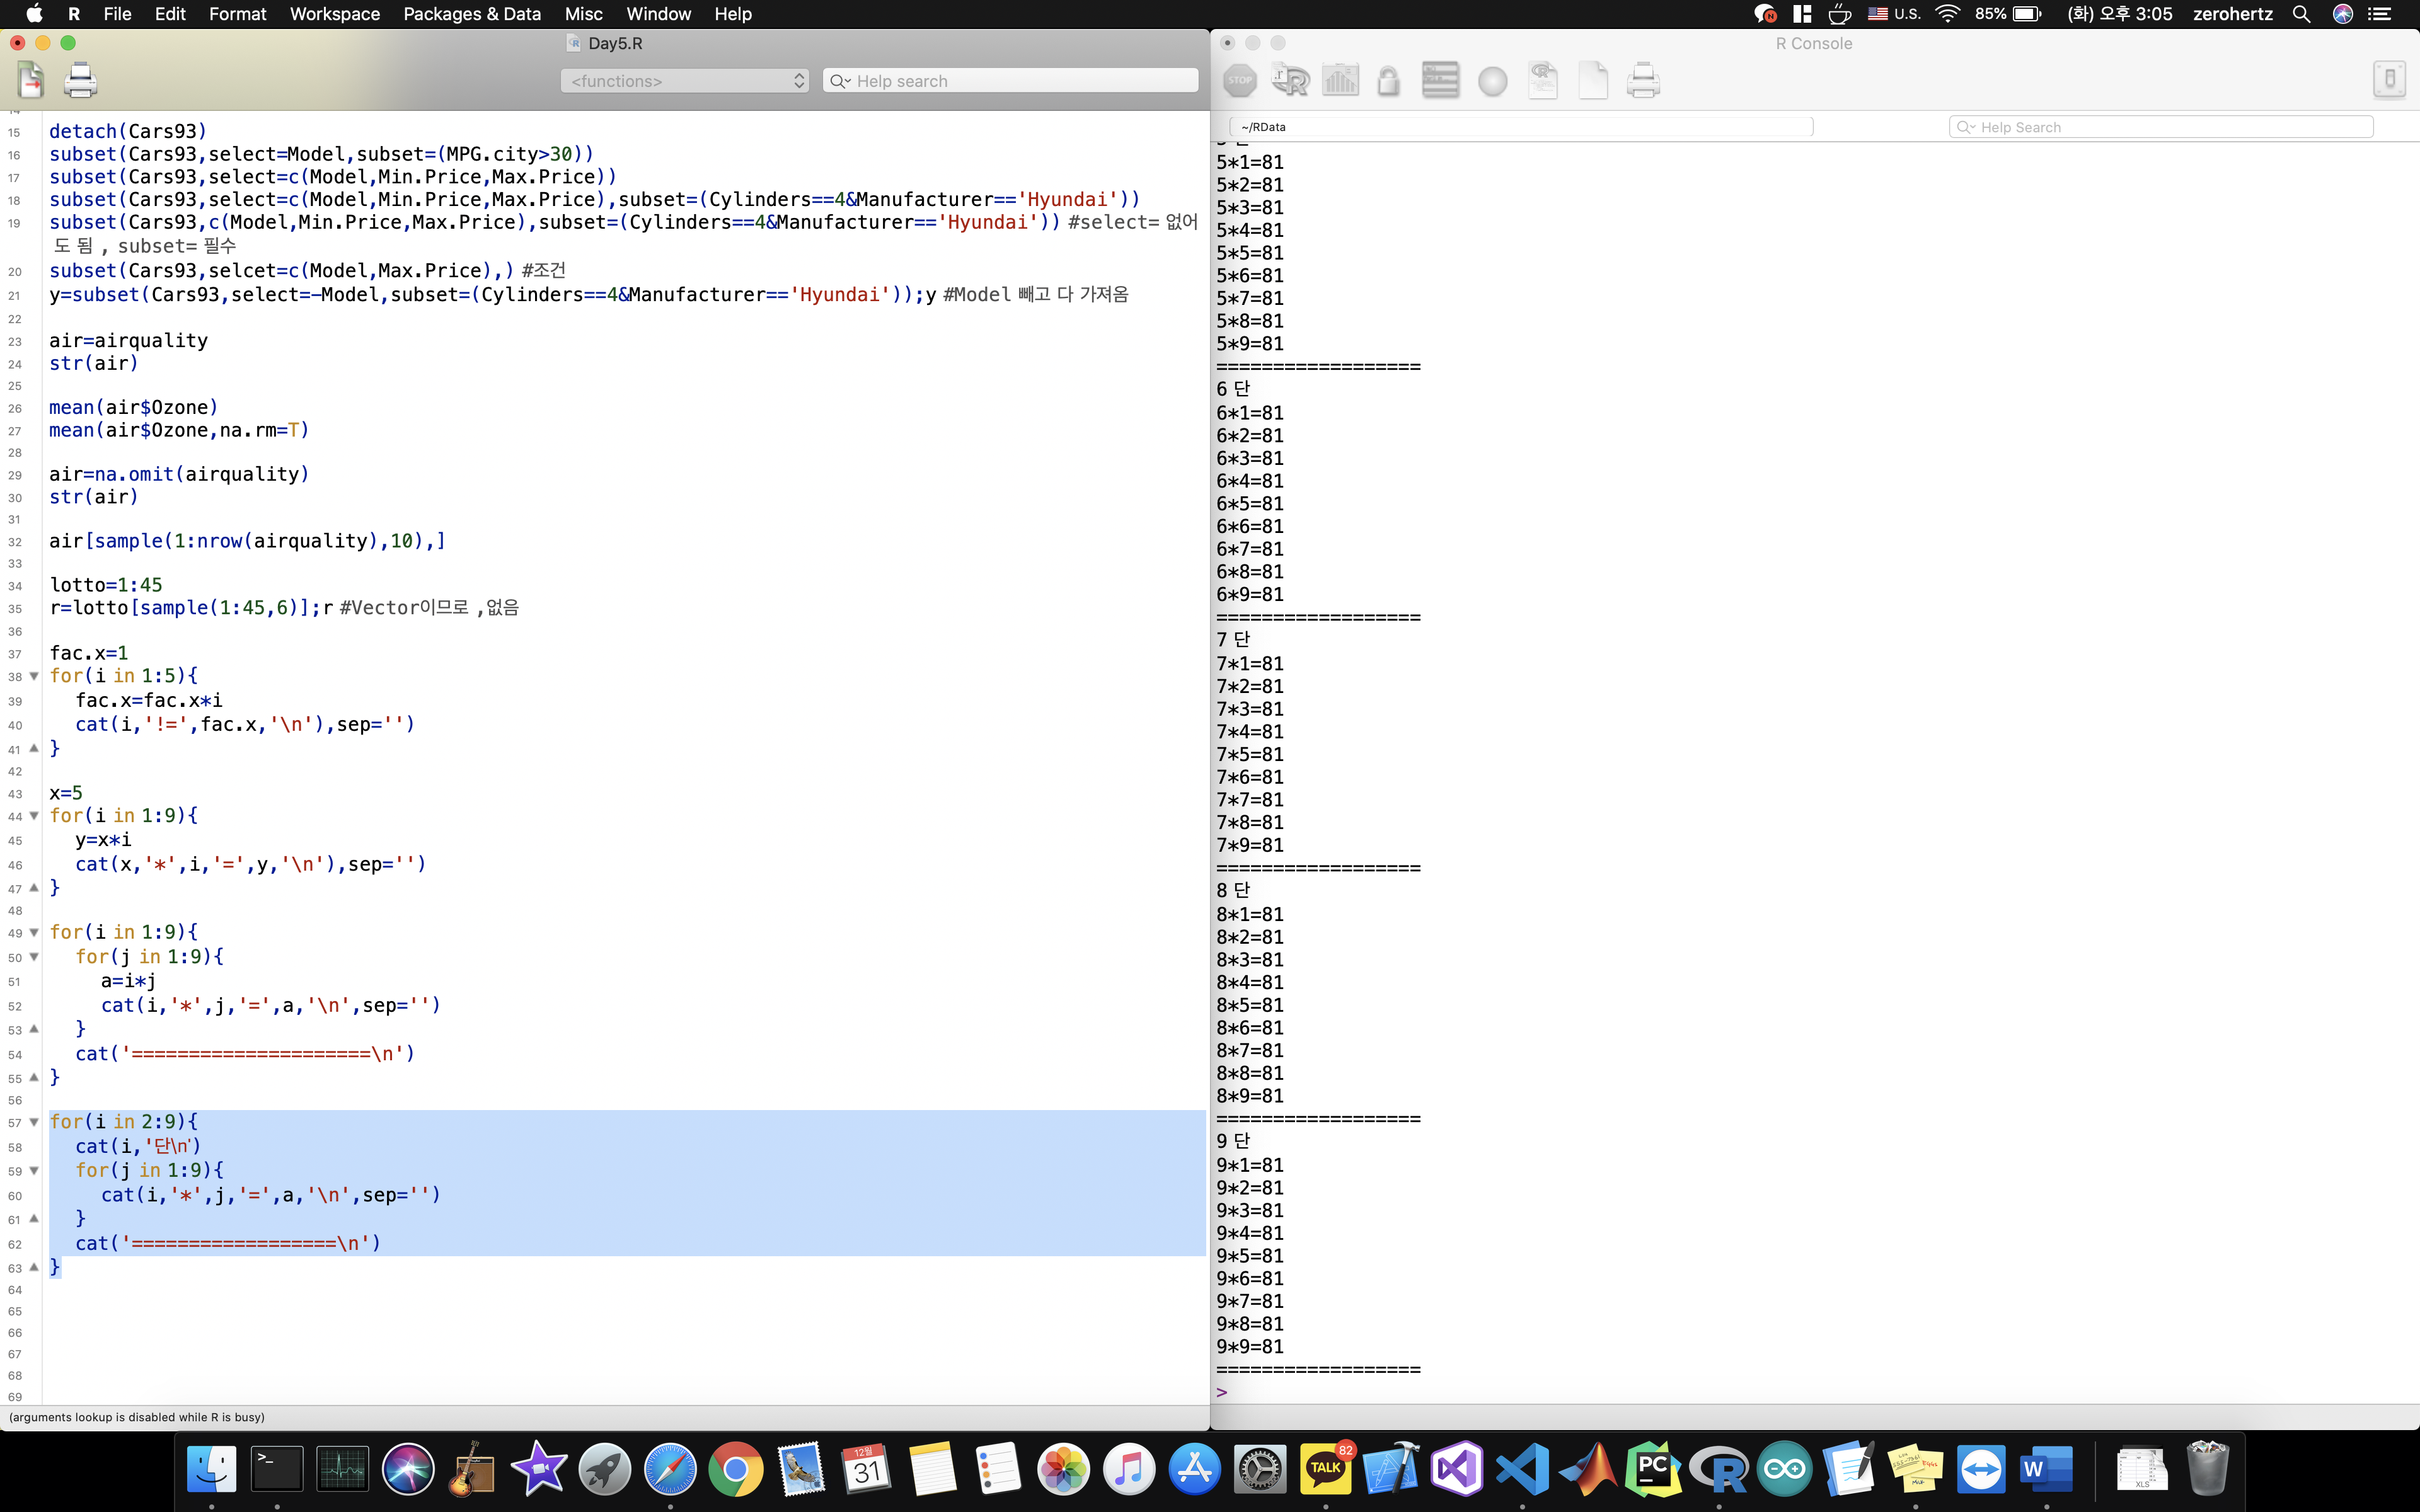 R File Edit Format Workspace Packages & Data Misc Window Help
U.S. 85% (화) 오후 3:05 zerohertz
Day5.R
<functions>
Help search
15 detach(Cars93)
16 subset(Cars93,select=Model,subset=(MPG.city>30))
17 subset(Cars93,select=c(Model,Min.Price,Max.Price))
18 subset(Cars93,select=c(Model,Min.Price,Max.Price),subset=(Cylinders==4&Manufacturer=='Hyundai'))
19 subset(Cars93,c(Model,Min.Price,Max.Price),subset=(Cylinders==4&Manufacturer=='Hyundai')) #select= 없어
도 됨 , subset= 필수
20 subset(Cars93,selcet=c(Model,Max.Price),) #조건
21 y=subset(Cars93,select=-Model,subset=(Cylinders==4&Manufacturer=='Hyundai'));y #Model 빼고 다 가져옴
22
23 air=airquality
24 str(air)
25
26 mean(air$Ozone)
27 mean(air$Ozone,na.rm=T)
28
29 air=na.omit(airquality)
30 str(air)
31
32 air[sample(1:nrow(airquality),10),]
33
34 lotto=1:45
35 r=lotto[sample(1:45,6)];r #Vector이므로 ,없음
36
37 fac.x=1
38 for(i in 1:5){
39 fac.x=fac.x*i
40 cat(i,'!=',fac.x,'\n'),sep='')
41 }
42
43 x=5
44 for(i in 1:9){
45 y=x*i
46 cat(x,'*',i,'=',y,'\n'),sep='')
47 }
48
49 for(i in 1:9){
50 for(j in 1:9){
51 a=i*j
52 cat(i,'*',j,'=',a,'\n',sep='')
53 }
54 cat('=====================\n')
55 }
56
57 for(i in 2:9){
58 cat(i,'단\n')
59 for(j in 1:9){
60 cat(i,'*',j,'=',a,'\n',sep='')
61 }
62 cat('==================\n')
63 }
64
65
66
67
68
69
(arguments lookup is disabled while R is busy)
R Console
STOP
~/RData
Help Search
5*1=81
5*2=81
5*3=81
5*4=81
5*5=81
5*6=81
5*7=81
5*8=81
5*9=81
==================
6 단
6*1=81
6*2=81
6*3=81
6*4=81
6*5=81
6*6=81
6*7=81
6*8=81
6*9=81
==================
7 단
7*1=81
7*2=81
7*3=81
7*4=81
7*5=81
7*6=81
7*7=81
7*8=81
7*9=81
==================
8 단
8*1=81
8*2=81
8*3=81
8*4=81
8*5=81
8*6=81
8*7=81
8*8=81
8*9=81
==================
9 단
9*1=81
9*2=81
9*3=81
9*4=81
9*5=81
9*6=81
9*7=81
9*8=81
9*9=81
==================
>
12월
31
TALK
82
PC
R
W
XLS